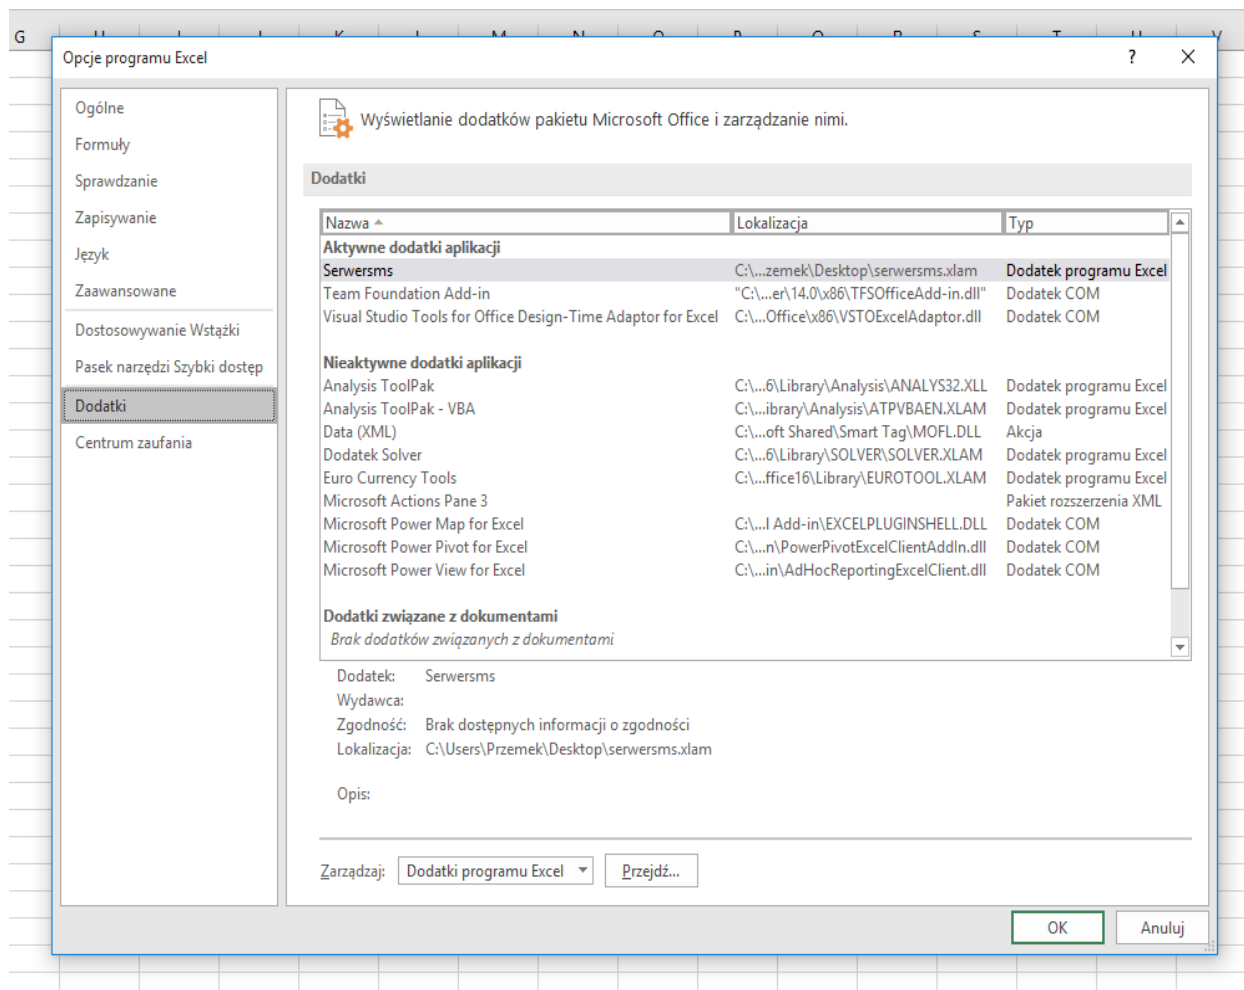 G
Opcje programu Excel ?
Ogólne
Formuły
Sprawdzanie
Zapisywanie
Język
Zaawansowane
Dostosowywanie Wstążki
Pasek narzędzi Szybki dostęp
Dodatki
Centrum zaufania
Wyświetlanie dodatków pakietu Microsoft Office i zarządzanie nimi.
Dodatki
Nazwa Lokalizacja Typ
Aktywne dodatki aplikacji
Serwersms C:\...zemek\Desktop\serwersms.xlam Dodatek programu Excel
Team Foundation Add-in "C:\...er\14.0\x86\TFSOfficeAdd-in.dll" Dodatek COM
Visual Studio Tools for Office Design-Time Adaptor for Excel C:\...Office\x86\VSTOExcelAdaptor.dll Dodatek COM
Nieaktywne dodatki aplikacji
Analysis ToolPak C:\...6\Library\Analysis\ANALYS32.XLL Dodatek programu Excel
Analysis ToolPak - VBA C:\...ibrary\Analysis\ATPVBAEN.XLAM Dodatek programu Excel
Data (XML) C:\...oft Shared\Smart Tag\MOFL.DLL Akcja
Dodatek Solver C:\...6\Library\SOLVER\SOLVER.XLAM Dodatek programu Excel
Euro Currency Tools C:\...ffice16\Library\EUROTOOL.XLAM Dodatek programu Excel
Microsoft Actions Pane 3 Pakiet rozszerzenia XML
Microsoft Power Map for Excel C:\...l Add-in\EXCELPLUGINSHELL.DLL Dodatek COM
Microsoft Power Pivot for Excel C:\...n\PowerPivotExcelClientAddIn.dll Dodatek COM
Microsoft Power View for Excel C:\...in\AdHocReportingExcelClient.dll Dodatek COM
Dodatki związane z dokumentami
Brak dodatków związanych z dokumentami
Dodatek: Serwersms
Wydawca:
Zgodność: Brak dostępnych informacji o zgodności
Lokalizacja: C:\Users\Przemek\Desktop\serwersms.xlam
Opis:
Zarządzaj: Dodatki programu Excel Przejdź...
OK Anuluj